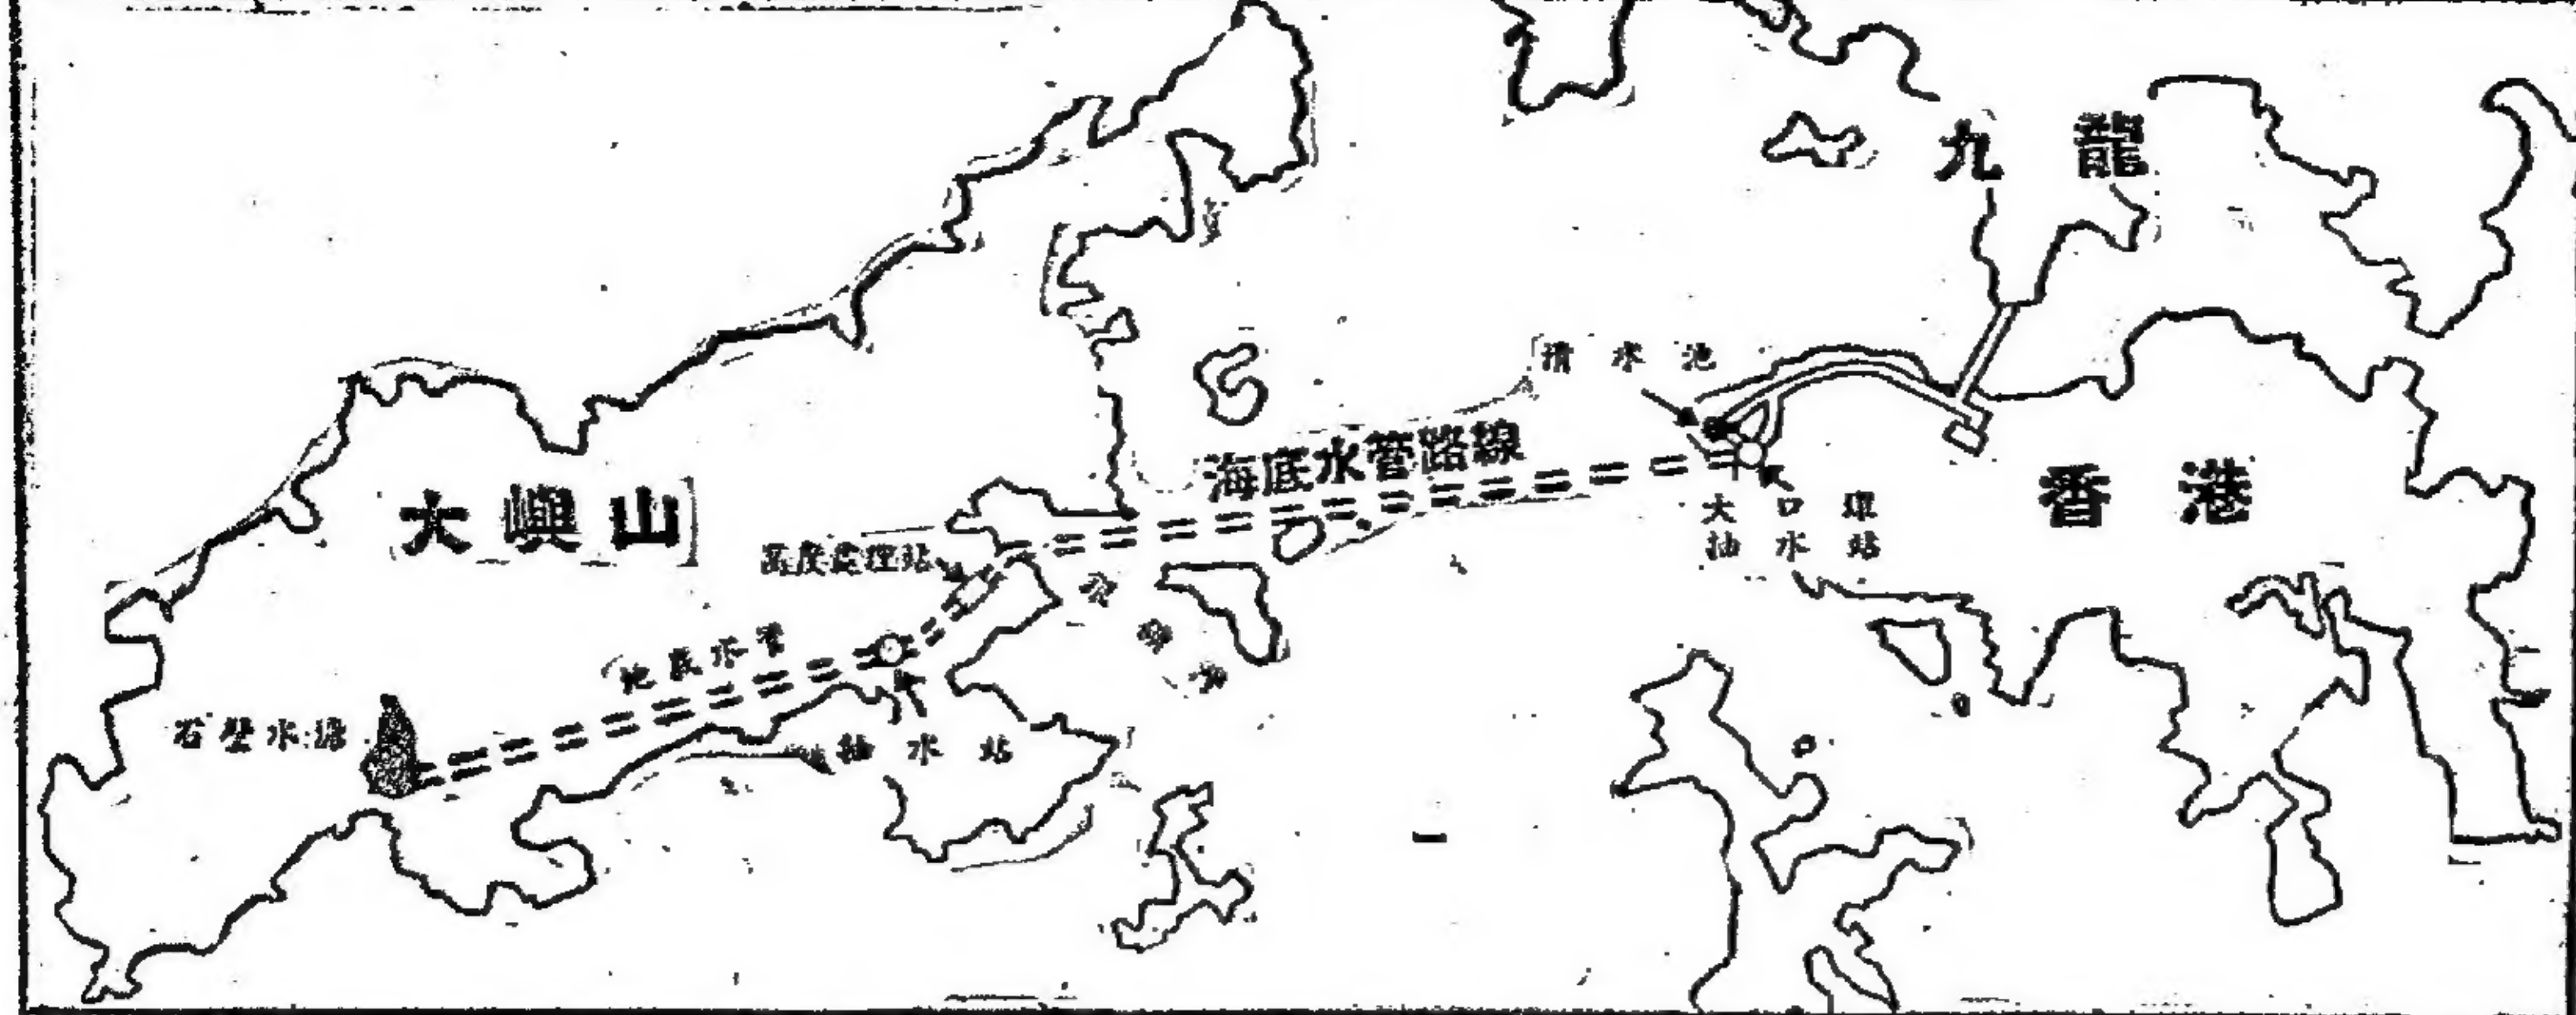 九龍
清水池
海底水管路線
大口環
抽水站
香港
大嶼山
高度處理站
地底水管
石壁水塘
抽水站